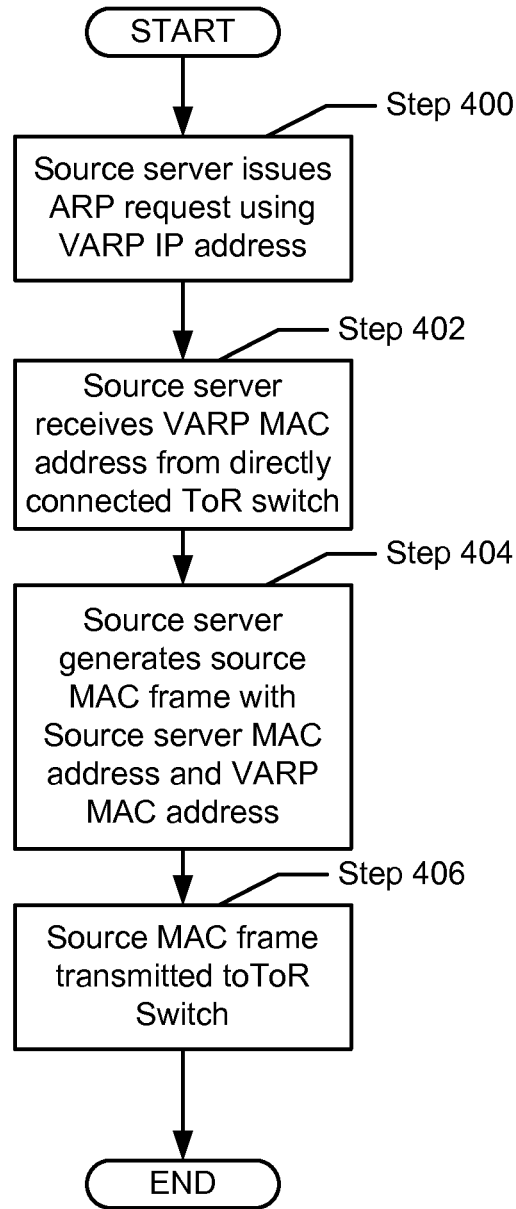 START
Step 400
Source server issues
ARP request using
VARP IP address
Step 402
Source server
receives VARP MAC
address from directly
connected ToR switch
Step 404
Source server
generates source
MAC frame with
Source server MAC
address and VARP
MAC address
Step 406
Source MAC frame
transmitted toToR
Switch
END